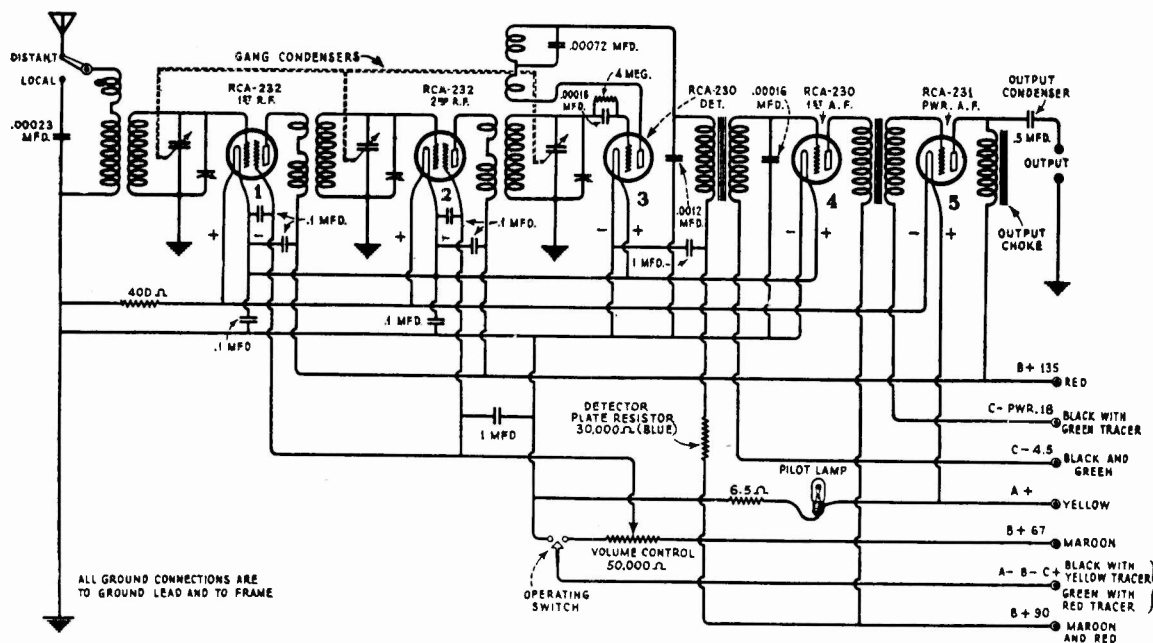 DISTANT
LOCAL
.00023
MFD.
GANG CONDENSERS
RCA-232
1ST R.F.
RCA-232
2ND R.F.
.00072 MFD.
4 MEG.
.00016
MFD.
RCA-230
DET.
RCA-230
1ST A.F.
.00016
MFD.
RCA-231
PWR. A.F.
OUTPUT
CONDENSER
.5 MFD.
OUTPUT
OUTPUT
CHOKE
1
2
3
4
5
+
-
.1 MFD.
+
-
.1 MFD.
-
+
.0012
MFD.
1 MFD.-
-
+
-
+
400 Ω
.1 MFD
.1 MFD.
1 MFD
DETECTOR
PLATE RESISTOR
30,000 Ω (BLUE)
B+ 135
RED
C- PWR. 18
BLACK WITH
GREEN TRACER
C-4.5
BLACK AND
GREEN
PILOT LAMP
6.5 Ω
A +
YELLOW
B+ 67
MAROON
VOLUME CONTROL
50,000 Ω
OPERATING
SWITCH
A- B- C+
BLACK WITH
YELLOW TRACER
GREEN WITH
RED TRACER
B+ 90
MAROON
AND RED
ALL GROUND CONNECTIONS ARE
TO GROUND LEAD AND TO FRAME